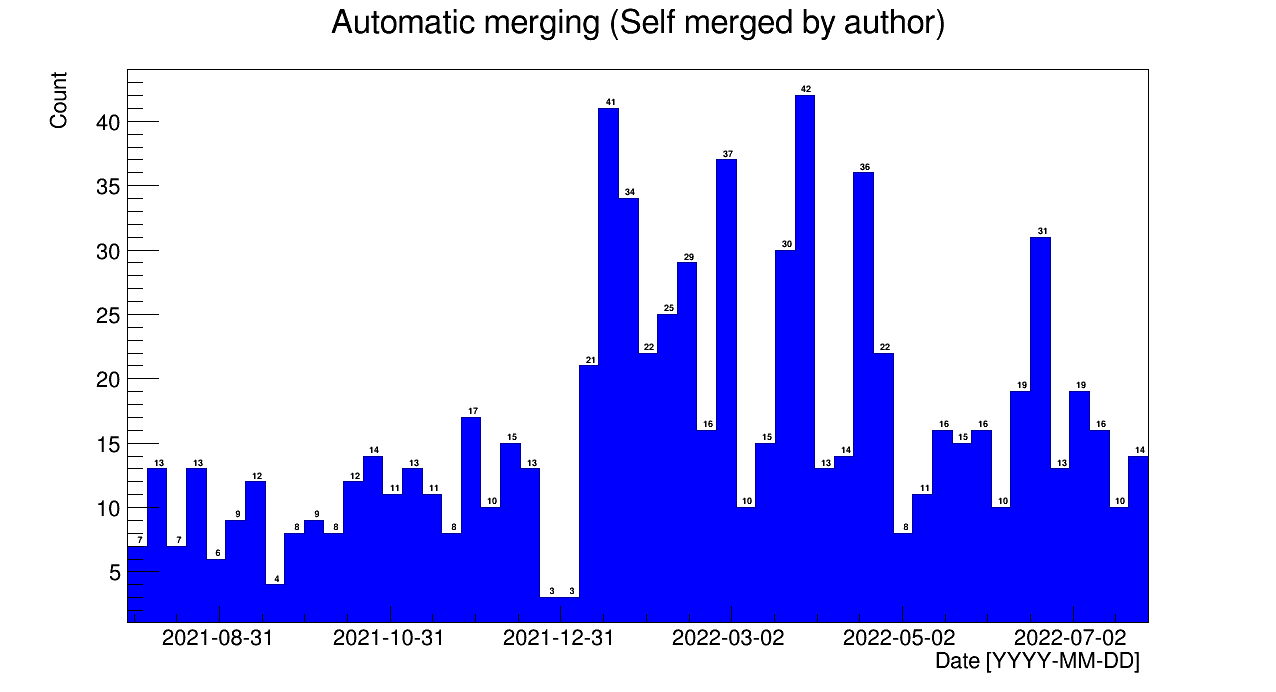 Automatic merging (Self merged by author)
Count
40
35
30
25
20
15
10
5
7 13 7 13 6 9 12 4 8 9 8 12 14 11 13 11 8 17 10 15 13 3 3 21 41 34 22 25 29 16 37 10 15 30 42 13 14 36 22 8 11 16 15 16 10 19 31 13 19 16 10 14
2021-08-31 2021-10-31 2021-12-31 2022-03-02 2022-05-02 2022-07-02
Date [YYYY-MM-DD]